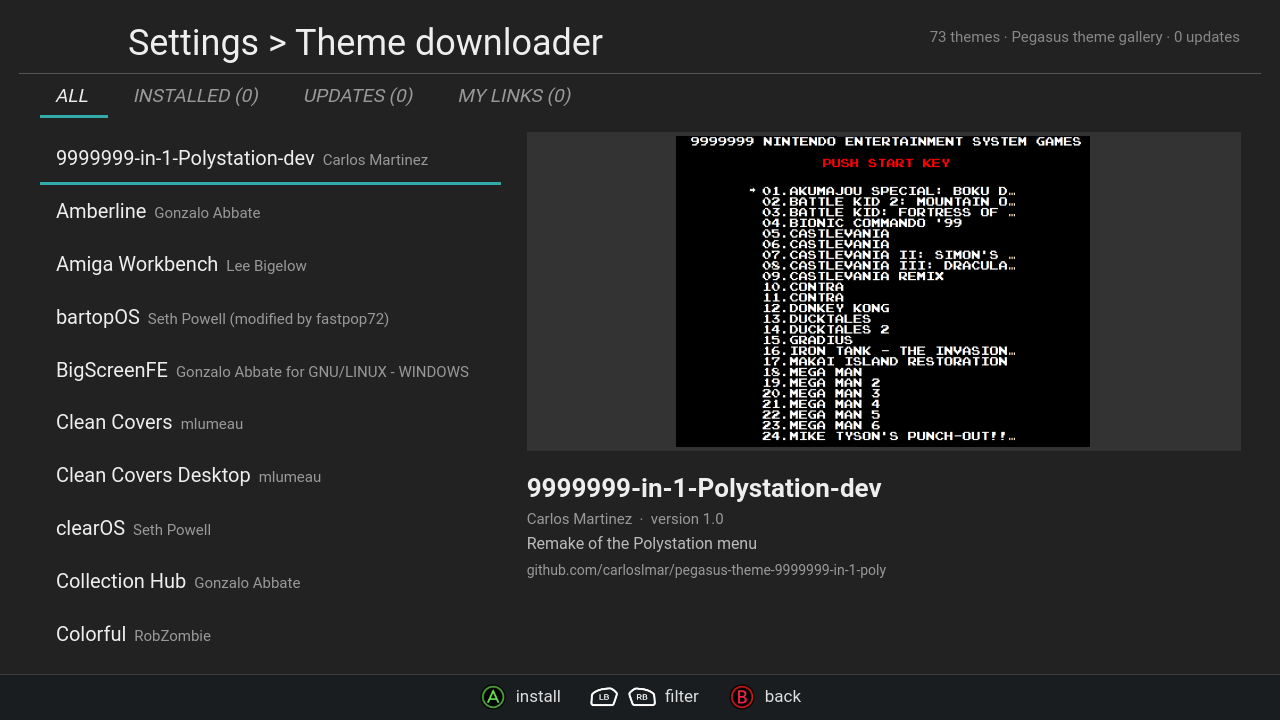 Settings > Theme downloader
73 themes · Pegasus theme gallery · 0 updates
ALL INSTALLED (0) UPDATES (0) MY LINKS (0)
9999999-in-1-Polystation-dev Carlos Martinez
Amberline Gonzalo Abbate
Amiga Workbench Lee Bigelow
bartopOS Seth Powell (modified by fastpop72)
BigScreenFE Gonzalo Abbate for GNU/LINUX - WINDOWS
Clean Covers mlumeau
Clean Covers Desktop mlumeau
clearOS Seth Powell
Collection Hub Gonzalo Abbate
Colorful RobZombie
9999999 NINTENDO ENTERTAINMENT SYSTEM GAMES
PUSH START KEY
01.AKUMAJOU SPECIAL: BOKU D…
02.BATTLE KID 2: MOUNTAIN O…
03.BATTLE KID: FORTRESS OF …
04.BIONIC COMMANDO '99
05.CASTLEVANIA
06.CASTLEVANIA
07.CASTLEVANIA II: SIMON'S …
08.CASTLEVANIA III: DRACULA…
09.CASTLEVANIA REMIX
10.CONTRA
11.CONTRA
12.DONKEY KONG
13.DUCKTALES
14.DUCKTALES 2
15.GRADIUS
16.IRON TANK - THE INVASION…
17.MAKAI ISLAND RESTORATION
18.MEGA MAN
19.MEGA MAN 2
20.MEGA MAN 3
21.MEGA MAN 4
22.MEGA MAN 5
23.MEGA MAN 6
24.MIKE TYSON'S PUNCH-OUT!!…
9999999-in-1-Polystation-dev
Carlos Martinez · version 1.0
Remake of the Polystation menu
github.com/carloslmar/pegasus-theme-9999999-in-1-poly
A install LB RB filter B back